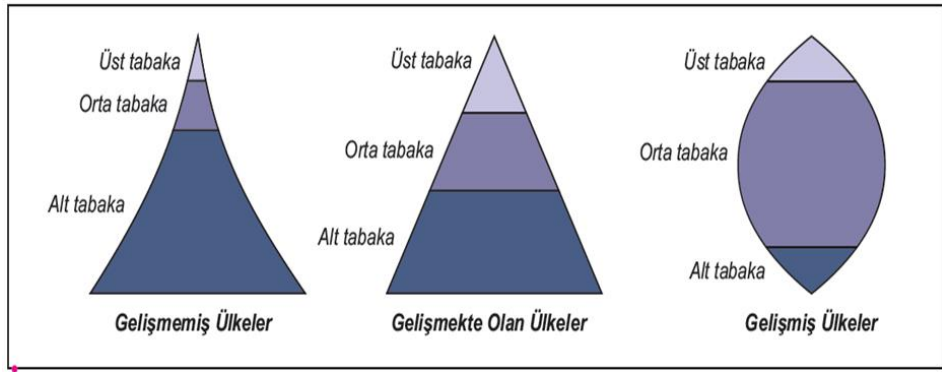 Üst tabaka
Orta tabaka
Alt tabaka
Gelişmemiş Ülkeler
Üst tabaka
Orta tabaka
Alt tabaka
Gelişmekte Olan Ülkeler
Üst tabaka
Orta tabaka
Alt tabaka
Gelişmiş Ülkeler